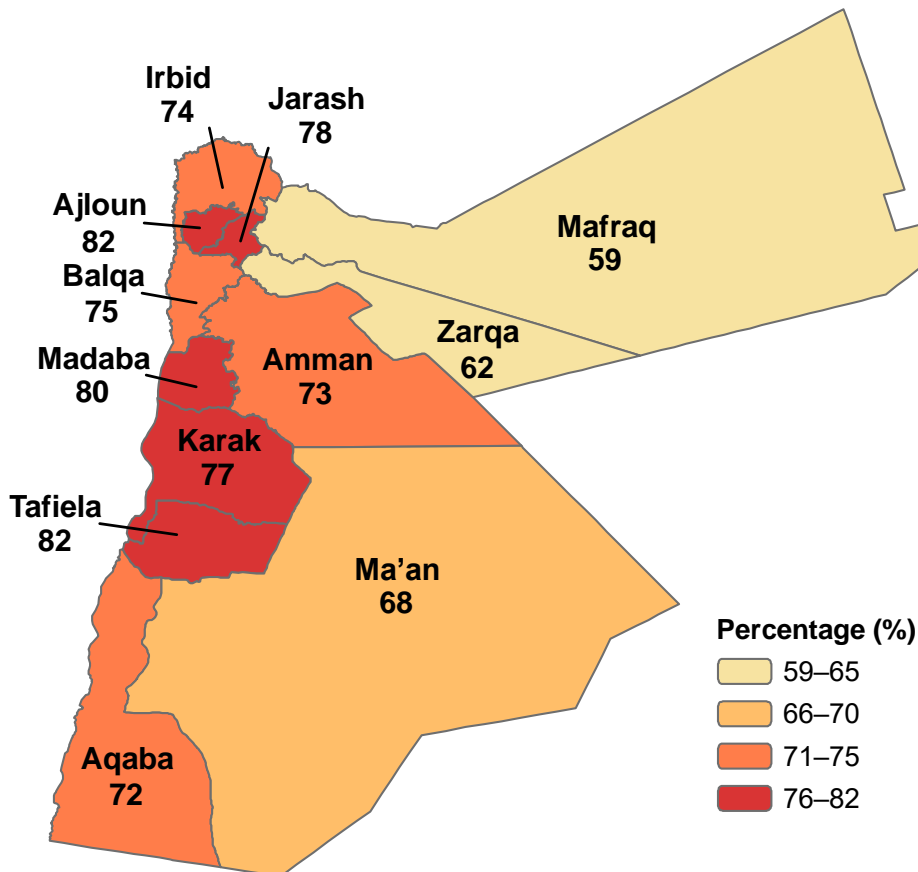 Irbid
74
Jarash
78
Ajloun
82
Mafraq
59
Balqa
75
Zarqa
62
Madaba
80
Amman
73
Karak
77
Tafiela
82
Ma’an
68
Aqaba
72
Percentage (%)
59–65
66–70
71–75
76–82